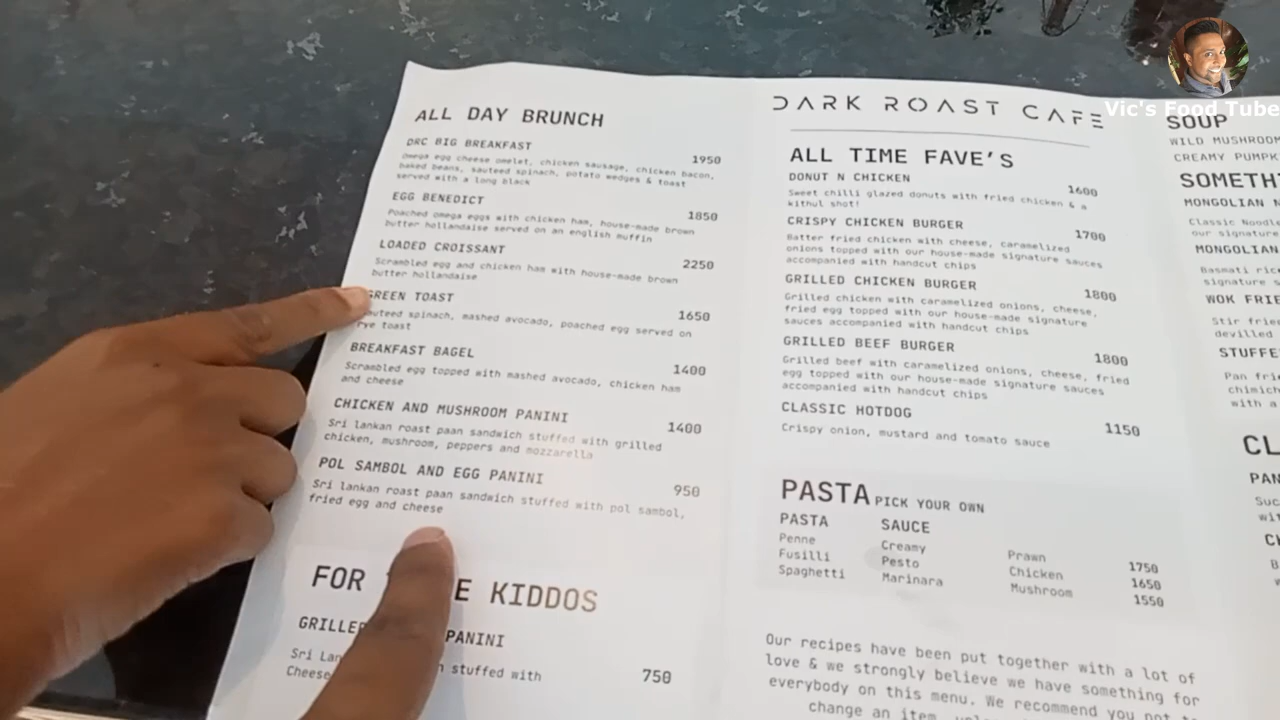 Vic's Food Tube
ALL DAY BRUNCH
DRC BIG BREAKFAST
1950
Omega egg cheese omelet, chicken sausage, chicken bacon,
baked beans, sauteed spinach, potato wedges & toast
served with a long black
EGG BENEDICT
1850
Poached omega eggs with chicken ham, house-made brown
butter hollandaise served on an english muffin
LOADED CROISSANT
2250
Scrambled egg and chicken ham with house-made brown
butter hollandaise
GREEN TOAST
1650
spinach, mashed avocado, poached egg served on
rye toast
BREAKFAST BAGEL
1400
Scrambled egg topped with mashed avocado, chicken ham
and cheese
CHICKEN AND MUSHROOM PANINI
1400
Sri lankan roast paan sandwich stuffed with grilled
chicken, mushroom, peppers and mozzarella
POL SAMBOL AND EGG PANINI
950
Sri lankan roast paan sandwich stuffed with pol sambol,
fried egg and cheese
FOR KIDDOS
PANINI
Sri stuffed with
750
Cheese
DARK ROAST CAFE
ALL TIME FAVE'S
DONUT N CHICKEN
1600
Sweet chilli glazed donuts with fried chicken & a
kithul shot!
CRISPY CHICKEN BURGER
1700
Batter fried chicken with cheese, caramelized
onions topped with our house-made signature sauces
accompanied with handcut chips
GRILLED CHICKEN BURGER
1800
Grilled chicken with caramelized onions, cheese,
fried egg topped with our house-made signature
sauces accompanied with handcut chips
GRILLED BEEF BURGER
1800
Grilled beef with caramelized onions, cheese, fried
egg topped with our house-made signature sauces
accompanied with handcut chips
CLASSIC HOTDOG
1150
Crispy onion, mustard and tomato sauce
PASTA PICK YOUR OWN
PASTA SAUCE
Penne Creamy Prawn 1750
Fusilli Pesto Chicken 1650
Spaghetti Marinara Mushroom 1550
Our recipes have been put together with a lot of
love & we strongly believe we have something for
everybody on this menu. We recommend you not to
change an item
SOUP
WILD MUSHROOM
CREAMY
MONGOLIAN
Classic
our signature
MONGOLIAN
Basmati
signature
WOK
Stir
devilled
Pan
with a